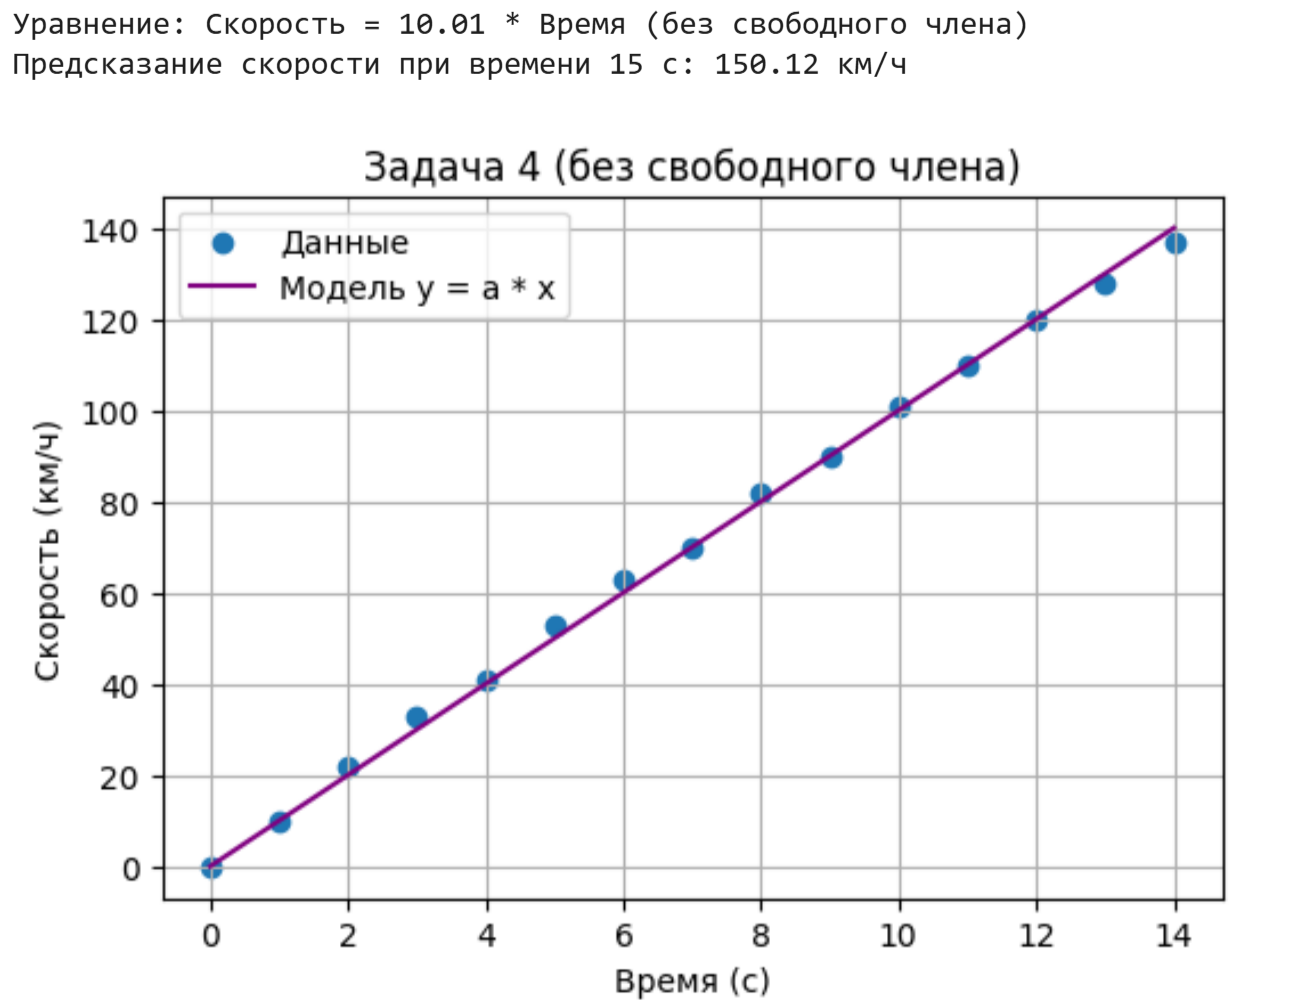 Уравнение: Скорость = 10.01 * Время (без свободного члена)
Предсказание скорости при времени 15 с: 150.12 км/ч
Задача 4 (без свободного члена)
Данные
Модель y = a * x
140
120
100
80
60
40
20
0
Скорость (км/ч)
0 2 4 6 8 10 12 14
Время (с)